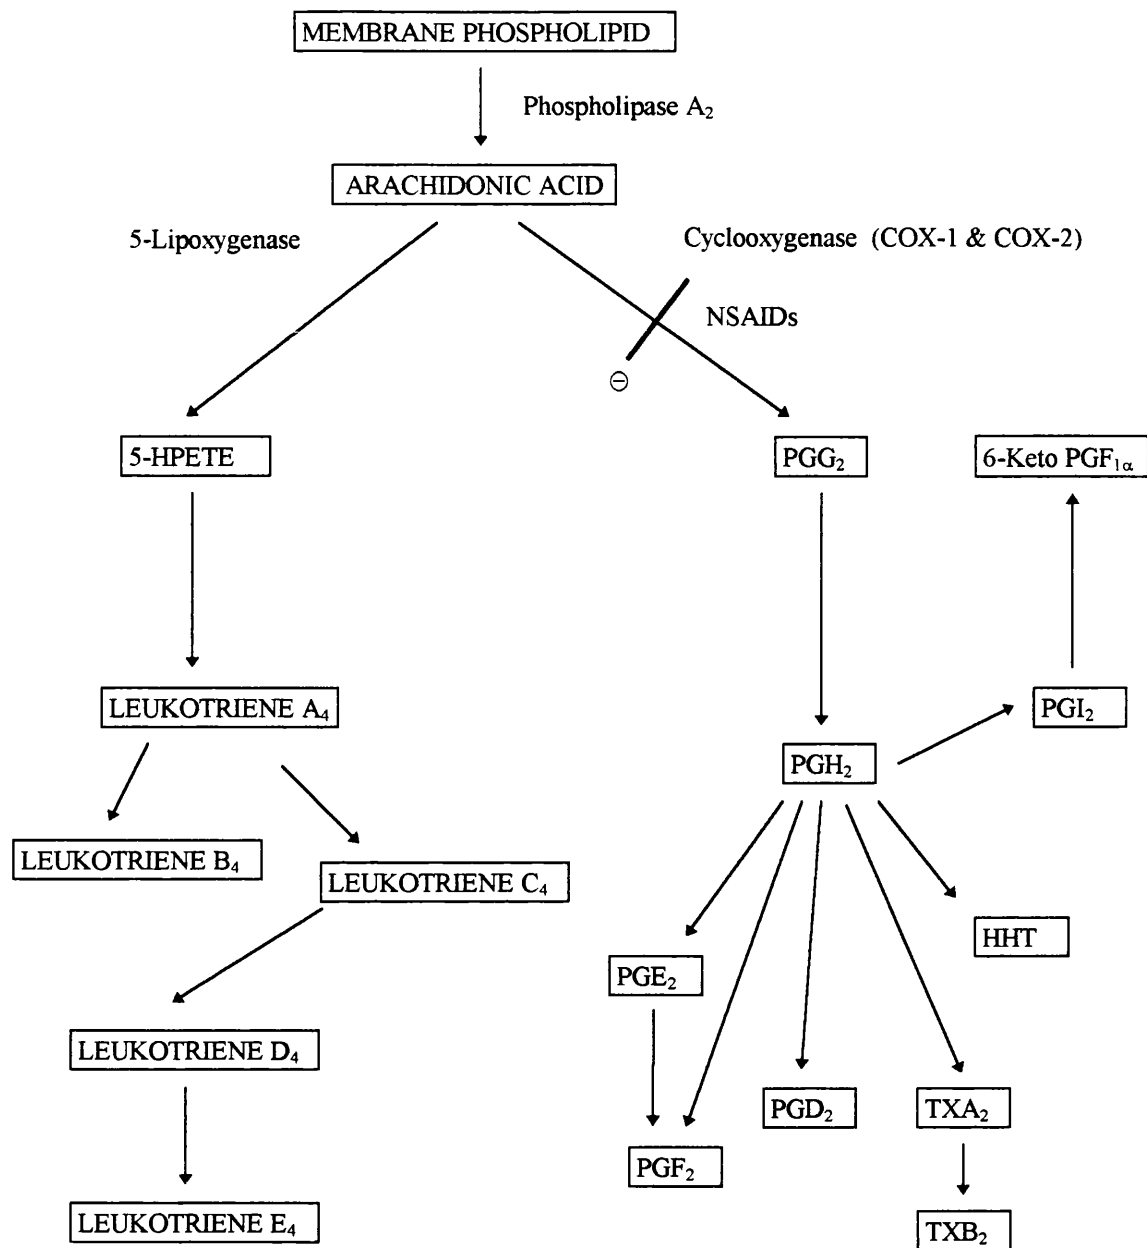 MEMBRANE PHOSPHOLIPID
Phospholipase A₂
ARACHIDONIC ACID
5-Lipoxygenase
Cyclooxygenase (COX-1 & COX-2)
NSAIDs
⊖
5-HPETE
PGG₂
6-Keto PGF₁α
LEUKOTRIENE A₄
PGI₂
PGH₂
LEUKOTRIENE B₄
LEUKOTRIENE C₄
HHT
PGE₂
LEUKOTRIENE D₄
PGD₂
TXA₂
PGF₂
LEUKOTRIENE E₄
TXB₂